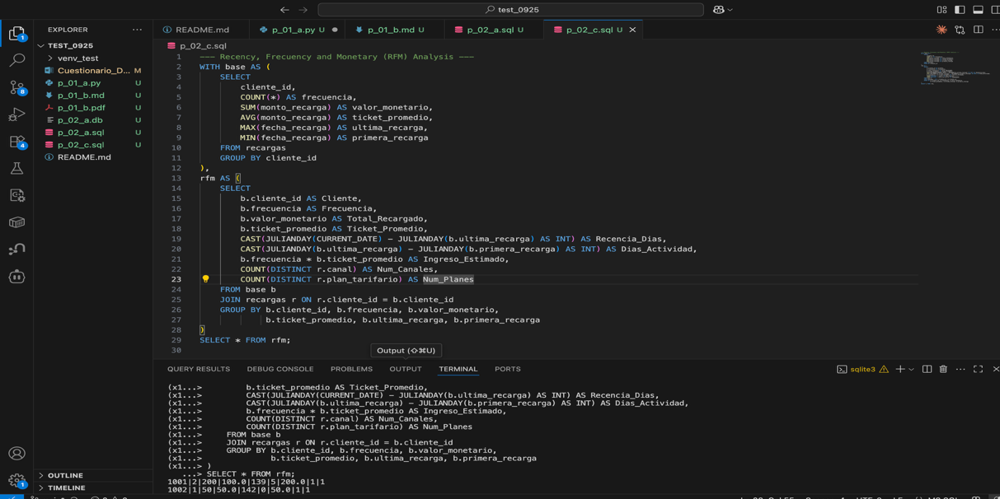 test_0925
EXPLORER
TEST_0925
venv_test
Cuestionario_D... M
p_01_a.py U
p_01_b.md U
p_01_b.pdf U
p_02_a.db U
p_02_a.sql U
p_02_c.sql U
README.md
OUTLINE
TIMELINE
1
8
4
1
README.md
p_01_a.py U
p_01_b.md U
p_02_a.sql U
p_02_c.sql U
p_02_c.sql
1 --- Recency, Frecuency and Monetary (RFM) Analysis ---
2 WITH base AS (
3 SELECT
4 cliente_id,
5 COUNT(*) AS frecuencia,
6 SUM(monto_recarga) AS valor_monetario,
7 AVG(monto_recarga) AS ticket_promedio,
8 MAX(fecha_recarga) AS ultima_recarga,
9 MIN(fecha_recarga) AS primera_recarga
10 FROM recargas
11 GROUP BY cliente_id
12 ),
13 rfm AS (
14 SELECT
15 b.cliente_id AS Cliente,
16 b.frecuencia AS Frecuencia,
17 b.valor_monetario AS Total_Recargado,
18 b.ticket_promedio AS Ticket_Promedio,
19 CAST(JULIANDAY(CURRENT_DATE) - JULIANDAY(b.ultima_recarga) AS INT) AS Recencia_Dias,
20 CAST(JULIANDAY(b.ultima_recarga) - JULIANDAY(b.primera_recarga) AS INT) AS Dias_Actividad,
21 b.frecuencia * b.ticket_promedio AS Ingreso_Estimado,
22 COUNT(DISTINCT r.canal) AS Num_Canales,
23 COUNT(DISTINCT r.plan_tarifario) AS Num_Planes
24 FROM base b
25 JOIN recargas r ON r.cliente_id = b.cliente_id
26 GROUP BY b.cliente_id, b.frecuencia, b.valor_monetario,
27 b.ticket_promedio, b.ultima_recarga, b.primera_recarga
28 )
29 SELECT * FROM rfm;
30
Output (⇧⌘U)
QUERY RESULTS DEBUG CONSOLE PROBLEMS OUTPUT TERMINAL PORTS
sqlite3
(x1...> b.ticket_promedio AS Ticket_Promedio,
(x1...> CAST(JULIANDAY(CURRENT_DATE) - JULIANDAY(b.ultima_recarga) AS INT) AS Recencia_Dias,
(x1...> CAST(JULIANDAY(b.ultima_recarga) - JULIANDAY(b.primera_recarga) AS INT) AS Dias_Actividad,
(x1...> b.frecuencia * b.ticket_promedio AS Ingreso_Estimado,
(x1...> COUNT(DISTINCT r.canal) AS Num_Canales,
(x1...> COUNT(DISTINCT r.plan_tarifario) AS Num_Planes
(x1...> FROM base b
(x1...> JOIN recargas r ON r.cliente_id = b.cliente_id
(x1...> GROUP BY b.cliente_id, b.frecuencia, b.valor_monetario,
(x1...> b.ticket_promedio, b.ultima_recarga, b.primera_recarga
(x1...> )
...> SELECT * FROM rfm;
1001|2|200|100.0|139|5|200.0|1|1
1002|1|50|50.0|142|0|50.0|1|1